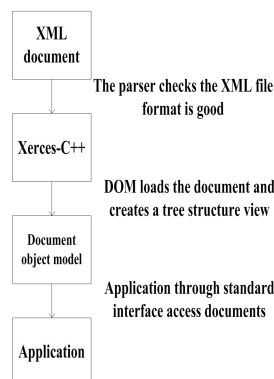 XML
document
The parser checks the XML file
format is good
Xerces-C++
DOM loads the document and
creates a tree structure view
Document
object model
Application through standard
interface access documents
Application